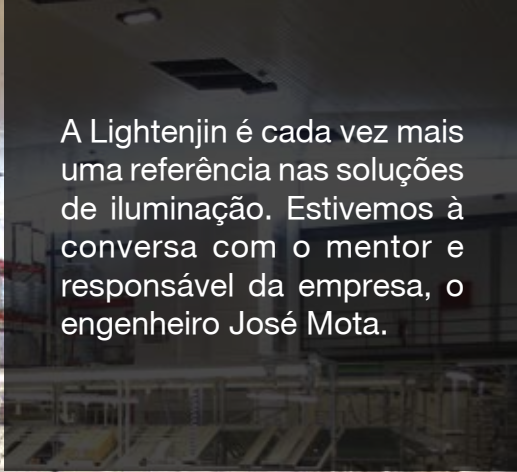 A Lightenjin é cada vez mais
uma referência nas soluções
de iluminação. Estivemos à
conversa com o mentor e
responsável da empresa, o
engenheiro José Mota.